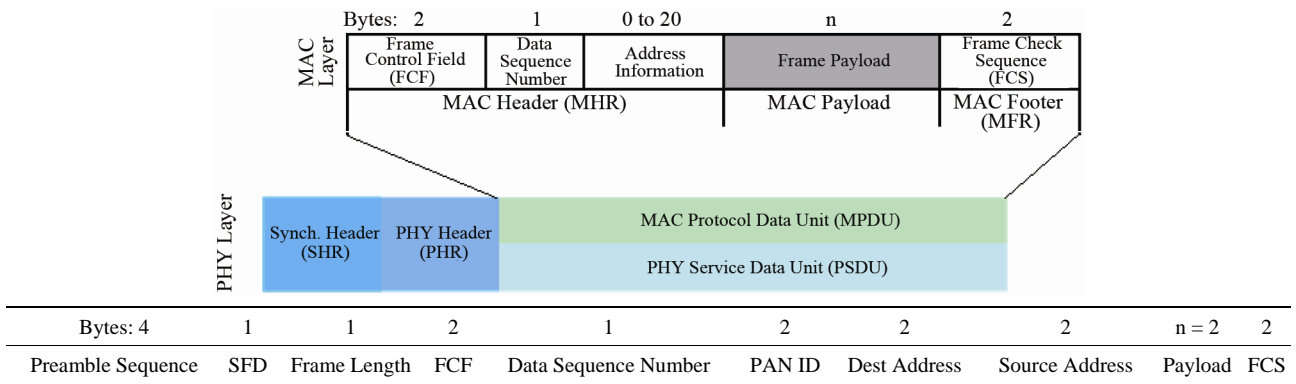 Bytes: 2 1 0 to 20 n 2
MAC Layer
Frame Control Field (FCF)
Data Sequence Number
Address Information
Frame Payload
Frame Check Sequence (FCS)
MAC Header (MHR)
MAC Payload
MAC Footer (MFR)
PHY Layer
Synch. Header (SHR)
PHY Header (PHR)
MAC Protocol Data Unit (MPDU)
PHY Service Data Unit (PSDU)
Bytes: 4 1 1 2 1 2 2 2 n = 2 2
Preamble Sequence SFD Frame Length FCF Data Sequence Number PAN ID Dest Address Source Address Payload FCS